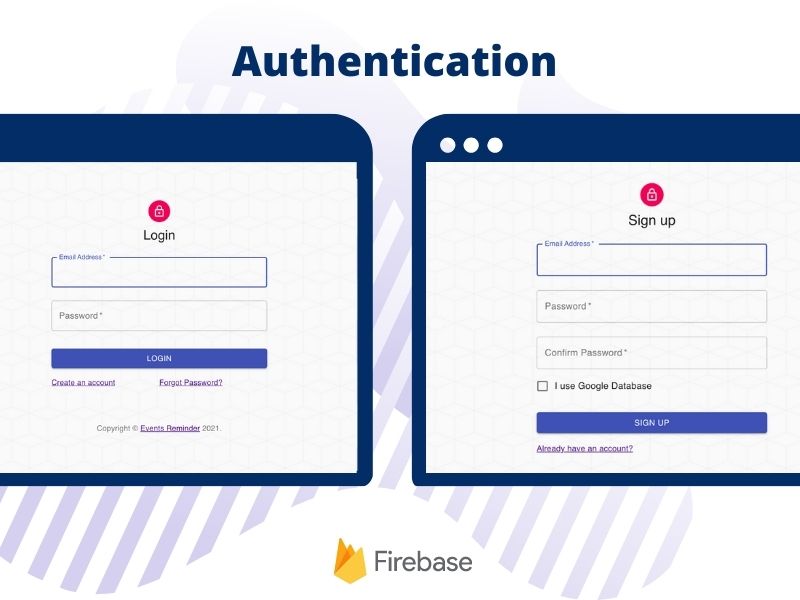 Authentication
Login
Email Address *
Password *
LOGIN
Create an account
Forgot Password?
Copyright © Events Reminder 2021.
Sign up
Email Address *
Password *
Confirm Password *
I use Google Database
SIGN UP
Already have an account?
Firebase